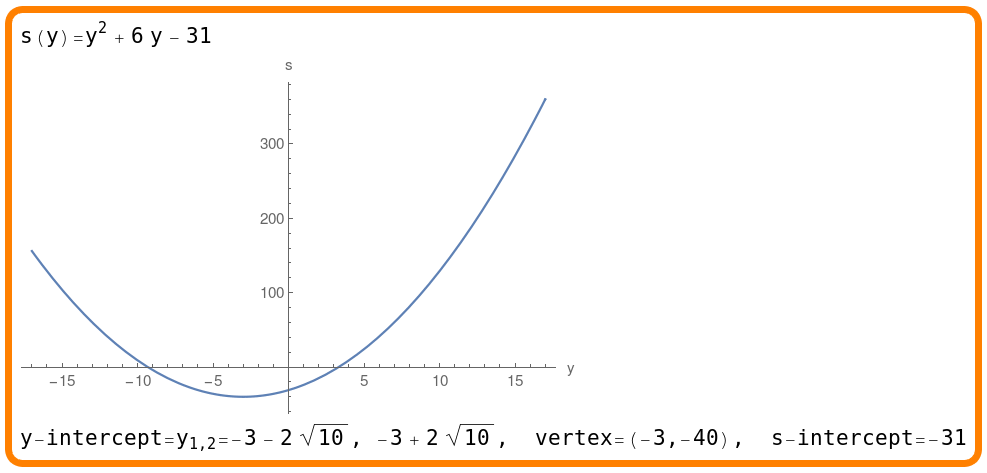 s(y)=y² + 6 y − 31
s
300
200
100
−15 −10 −5 5 10 15 y
y-intercept=y₁,₂=−3 − 2 √10, −3 + 2 √10, vertex=(−3,−40), s-intercept=−31